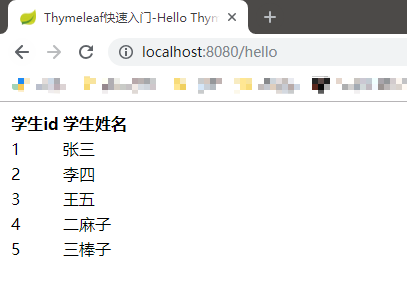 Thymeleaf快速入门-Hello Thym
localhost:8080/hello
学生id 学生姓名
1 张三
2 李四
3 王五
4 二麻子
5 三棒子